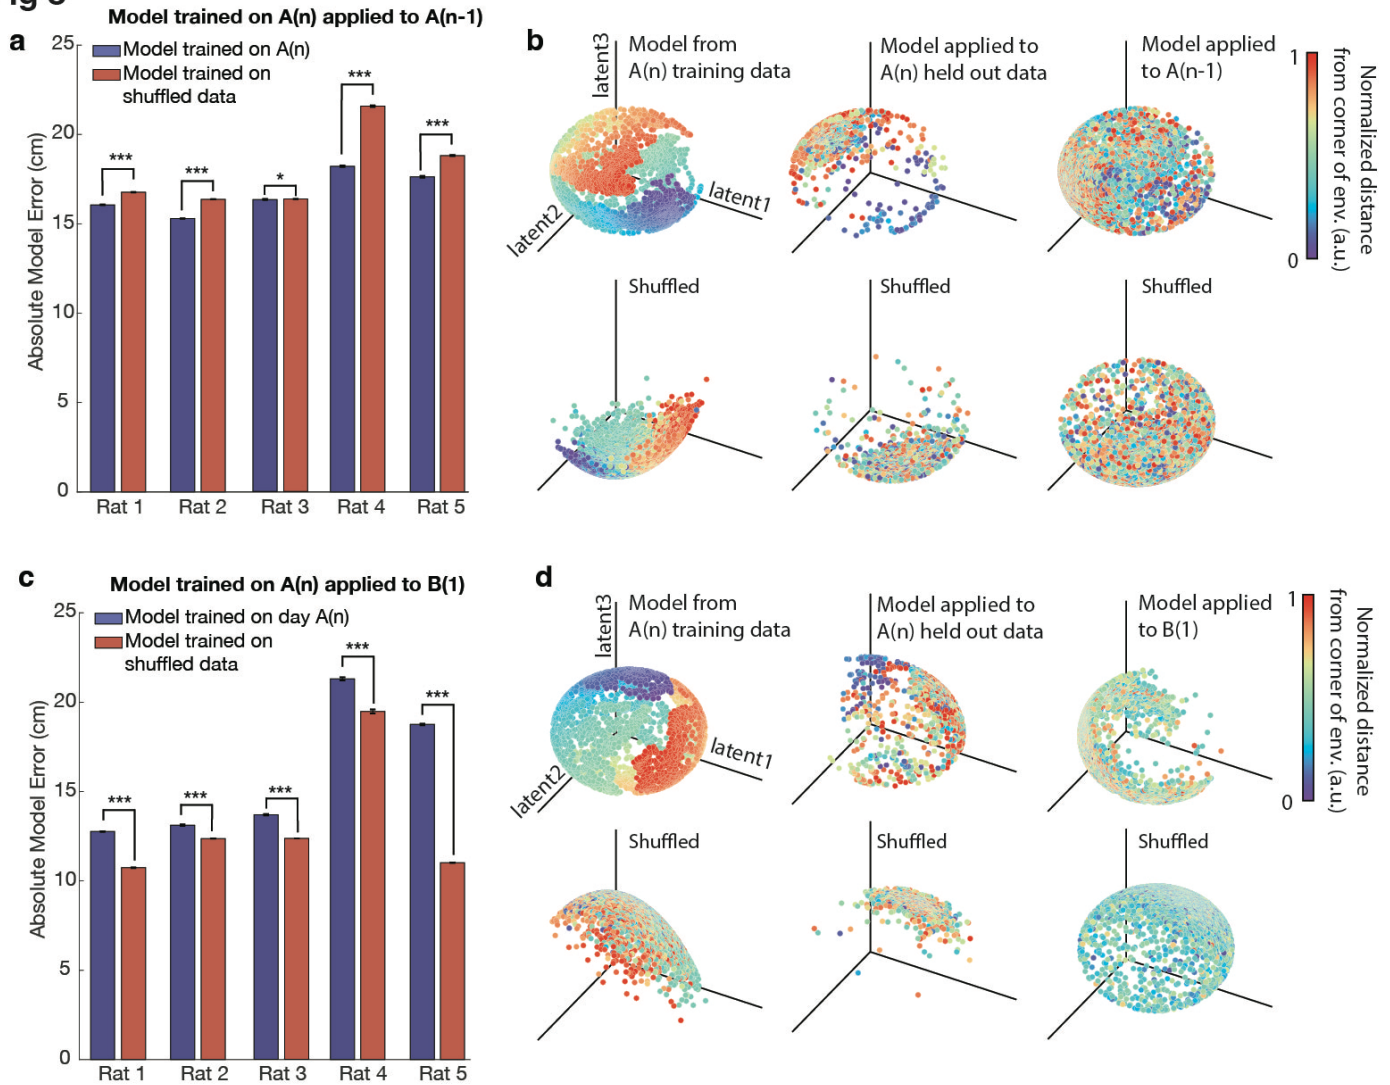 Model trained on A(n) applied to A(n-1)
a
25
20
15
10
5
0
Absolute Model Error (cm)
Model trained on A(n)
Model trained on
shuffled data
***
***
*
***
***
Rat 1
Rat 2
Rat 3
Rat 4
Rat 5
b
latent3
latent2
latent1
Model from
A(n) training data
Model applied to
A(n) held out data
Model applied
to A(n-1)
1
0
Normalized distance
from corner of env. (a.u.)
Shuffled
Shuffled
Shuffled
c
Model trained on A(n) applied to B(1)
25
20
15
10
5
0
Absolute Model Error (cm)
Model trained on day A(n)
Model trained on
shuffled data
***
***
***
***
***
Rat 1
Rat 2
Rat 3
Rat 4
Rat 5
d
latent3
latent2
latent1
Model from
A(n) training data
Model applied to
A(n) held out data
Model applied
to B(1)
1
0
Normalized distance
from corner of env. (a.u.)
Shuffled
Shuffled
Shuffled